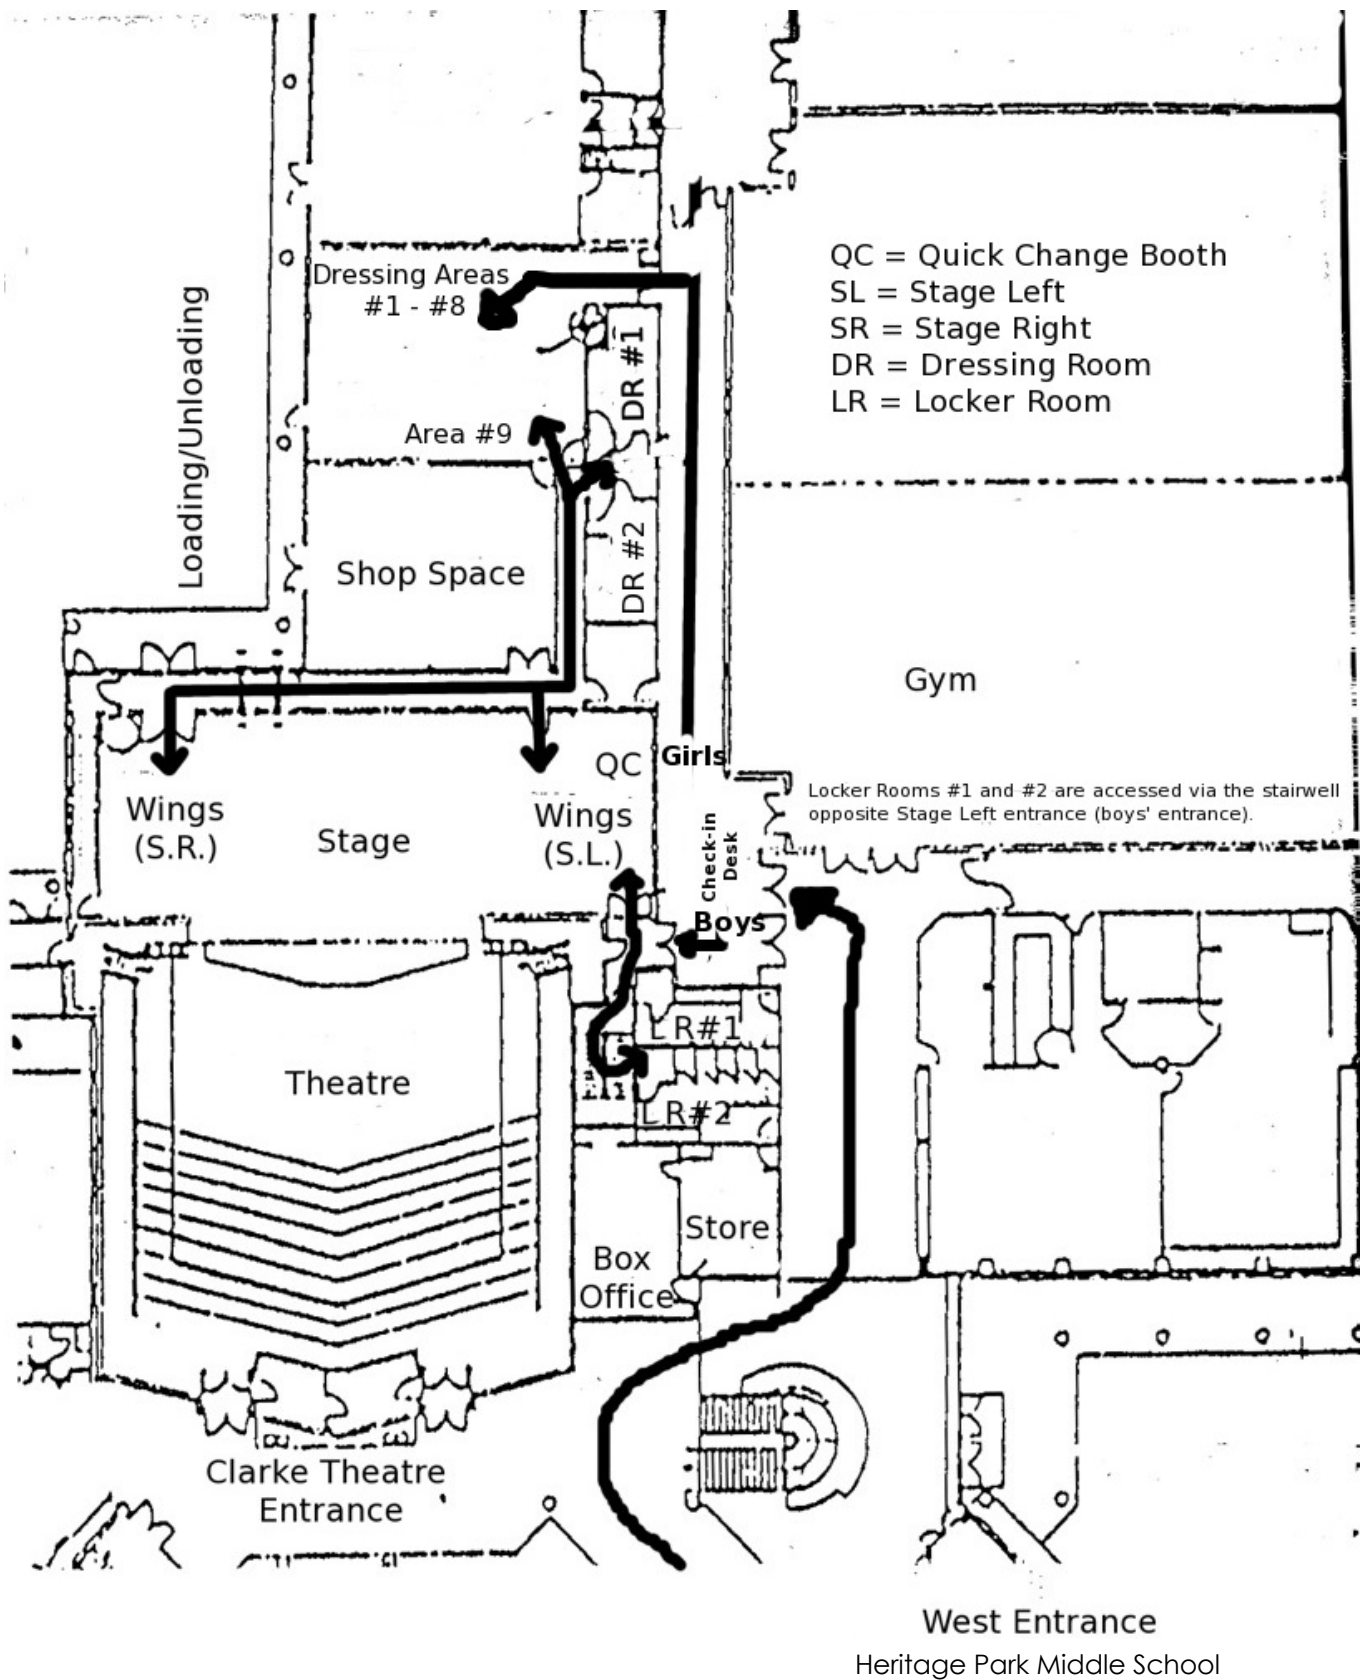 QC = Quick Change Booth
SL = Stage Left
SR = Stage Right
DR = Dressing Room
LR = Locker Room
Dressing Areas
#1 - #8
DR #1
Loading/Unloading
Area #9
Shop Space
DR #2
Gym
QC
Girls
Locker Rooms #1 and #2 are accessed via the stairwell
opposite Stage Left entrance (boys' entrance).
Wings
(S.R.)
Stage
Wings
(S.L.)
Check-in
Desk
Boys
LR#1
Theatre
LR#2
Store
Box
Office
Clarke Theatre
Entrance
West Entrance
Heritage Park Middle School